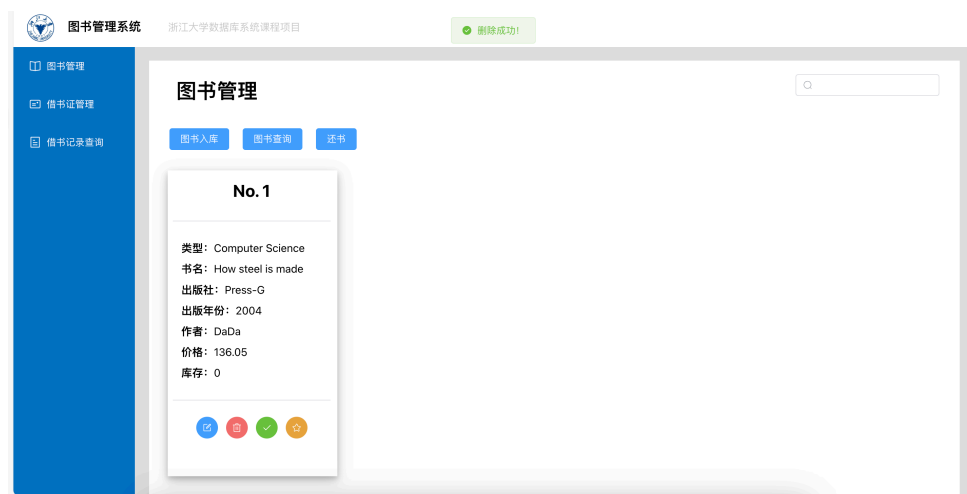 图书管理系统 浙江大学数据库系统课程项目 删除成功!
图书管理
借书证管理
借书记录查询
图书管理
图书入库 图书查询 还书
No. 1
类型：Computer Science
书名：How steel is made
出版社：Press-G
出版年份：2004
作者：DaDa
价格：136.05
库存：0